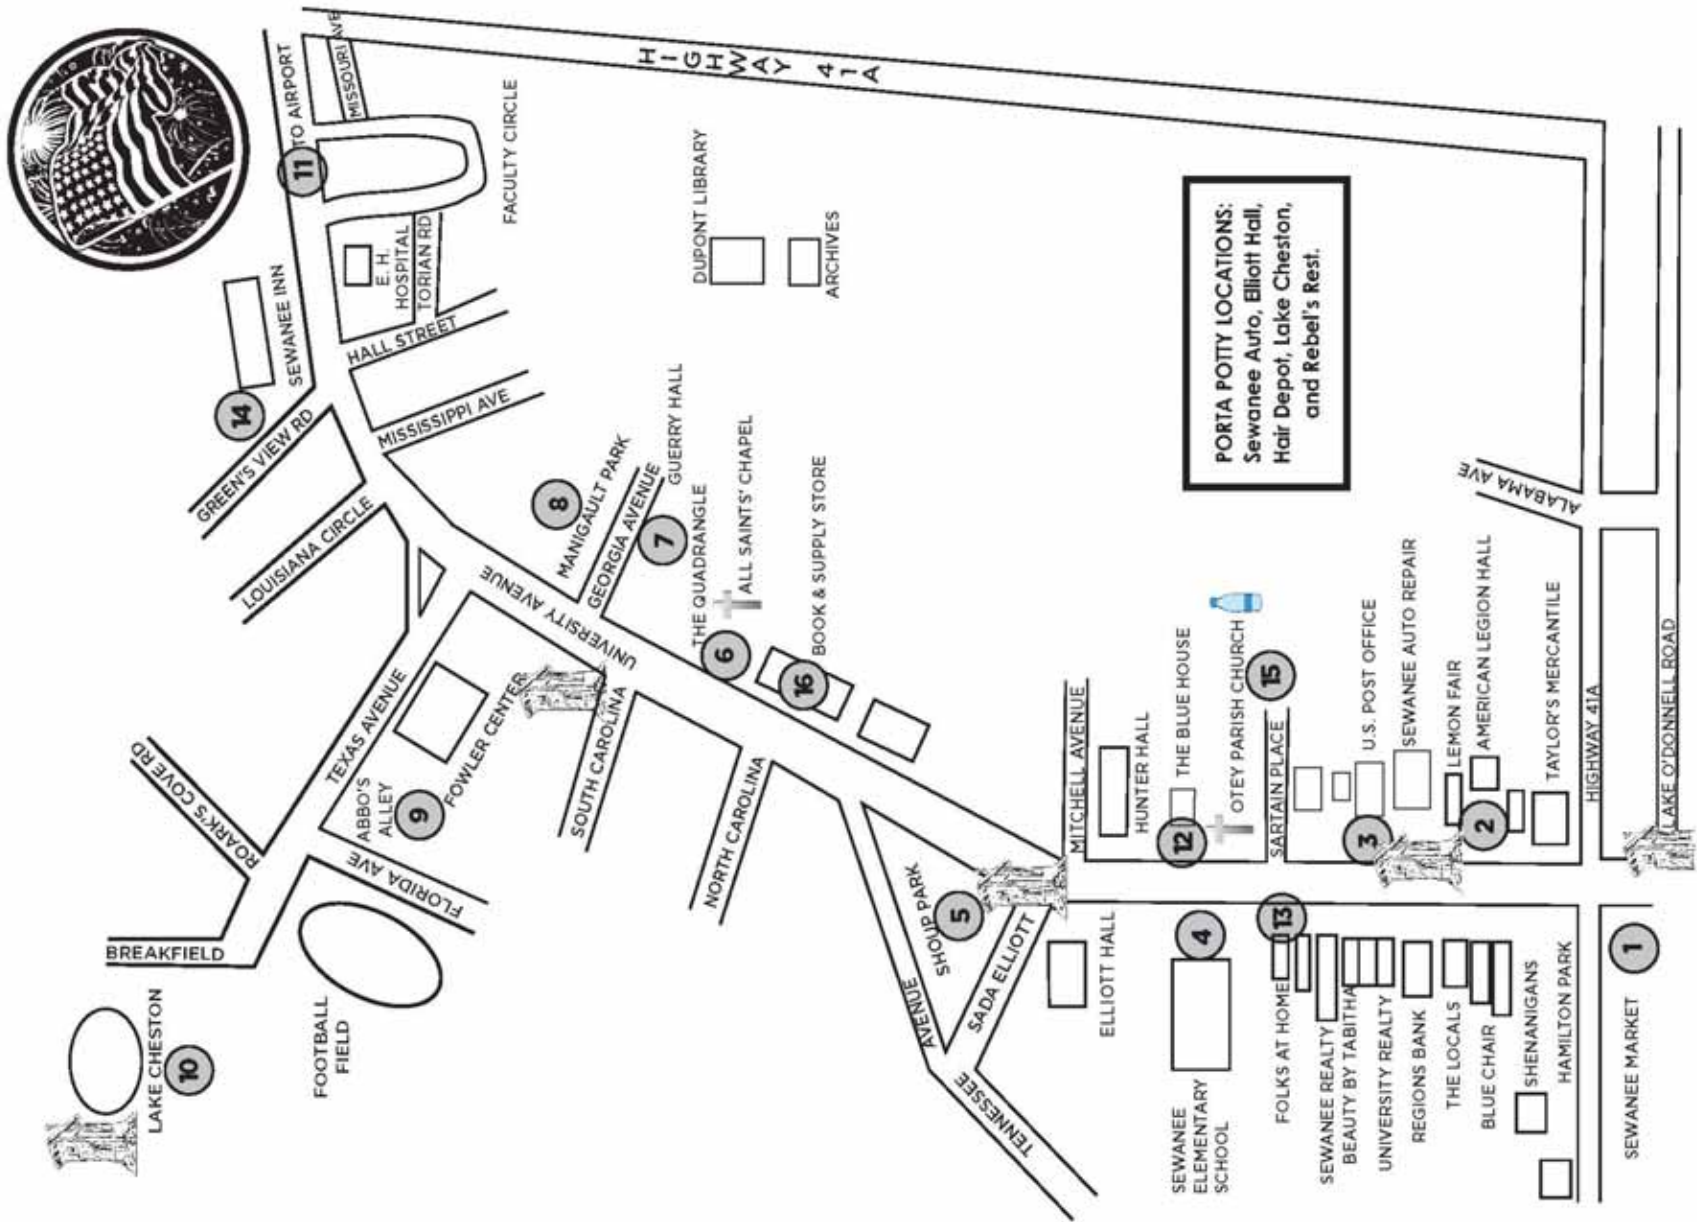 BREAKFIELD
LAKE CHESTON
10
ROARK'S COVE RD
FOOTBALL
FIELD
FLORIDA AVE
TEXAS AVENUE
ABBO'S
ALLEY
9
FOWLER CENTER
LOUISIANA CIRCLE
GREEN'S VIEW RD
14
SEWANEE INN
TO AIRPORT
11
MISSOURI AVE
E. H.
HOSPITAL
TORIAN RD
FACULTY CIRCLE
HALL STREET
MISSISSIPPI AVE
HIGHWAY 41A
DUPONT LIBRARY
ARCHIVES
8
MANIGAULT PARK
GEORGIA AVENUE
GUERRY HALL
7
UNIVERSITY AVENUE
THE QUADRANGLE
6
ALL SAINTS' CHAPEL
16
BOOK & SUPPLY STORE
SOUTH CAROLINA
NORTH CAROLINA
SHOUP PARK
5
TENNESSEE
AVENUE
SADA ELLIOTT
ELLIOTT HALL
MITCHELL AVENUE
HUNTER HALL
THE BLUE HOUSE
12
OTEY PARISH CHURCH
15
SARTAIN PLACE
U.S. POST OFFICE
3
SEWANEE AUTO REPAIR
LEMON FAIR
2
AMERICAN LEGION HALL
TAYLOR'S MERCANTILE
4
SEWANEE
ELEMENTARY
SCHOOL
13
FOLKS AT HOME
SEWANEE REALTY
BEAUTY BY TABITHA
UNIVERSITY REALTY
REGIONS BANK
THE LOCALS
BLUE CHAIR
SHENANIGANS
HAMILTON PARK
SEWANEE MARKET
1
HIGHWAY 41A
LAKE O'DONNELL ROAD
ALABAMA AVE
PORTA POTTY LOCATIONS:
Sewanee Auto, Elliott Hall,
Hair Depot, Lake Cheston,
and Rebel's Rest.